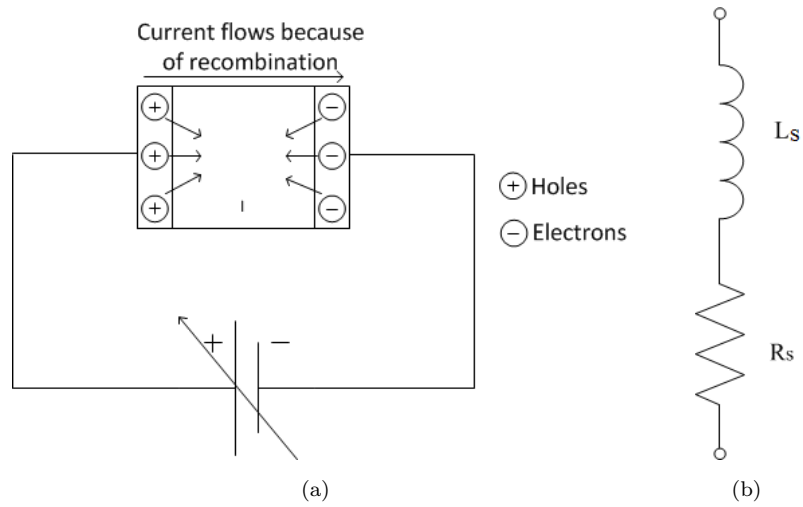 Current flows because
of recombination
+
+
+
−
−
−
I
+ Holes
− Electrons
+ −
(a)
Ls
Rs
(b)